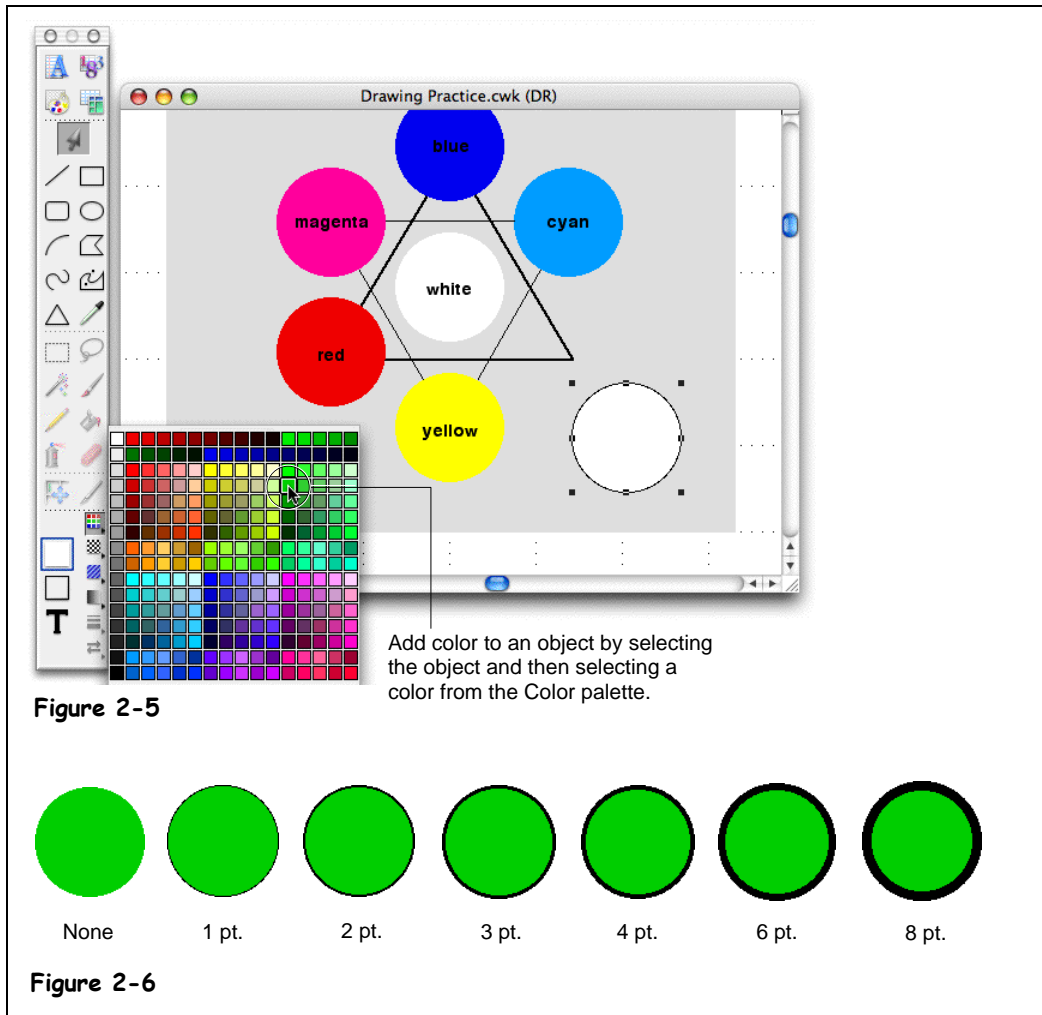 Drawing Practice.cwk (DR)
blue
magenta
cyan
white
red
yellow
T
Add color to an object by selecting
the object and then selecting a
color from the Color palette.
Figure 2-5
None 1 pt. 2 pt. 3 pt. 4 pt. 6 pt. 8 pt.
Figure 2-6